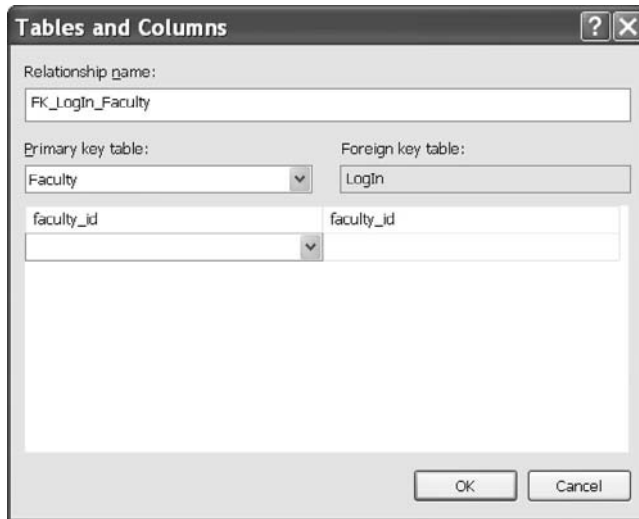 Tables and Columns
?
Relationship name:
FK_LogIn_Faculty
Primary key table:
Foreign key table:
Faculty
LogIn
faculty_id
faculty_id
OK
Cancel